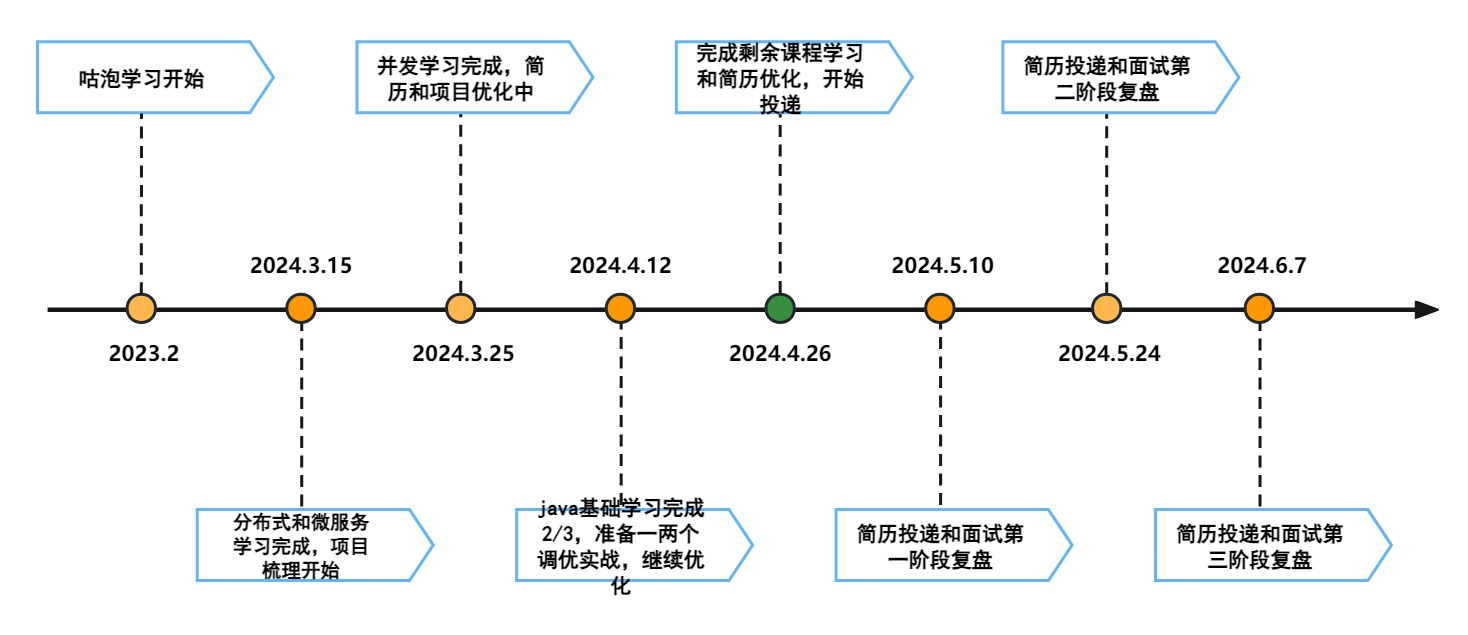 咕泡学习开始
并发学习完成，简
历和项目优化中
完成剩余课程学习
和简历优化，开始
投递
简历投递和面试第
二阶段复盘
2024.3.15
2024.4.12
2024.5.10
2024.6.7
2023.2
2024.3.25
2024.4.26
2024.5.24
分布式和微服务
学习完成，项目
梳理开始
java基础学习完成
2/3，准备一两个
调优实战，继续优
化
简历投递和面试第
一阶段复盘
简历投递和面试第
三阶段复盘